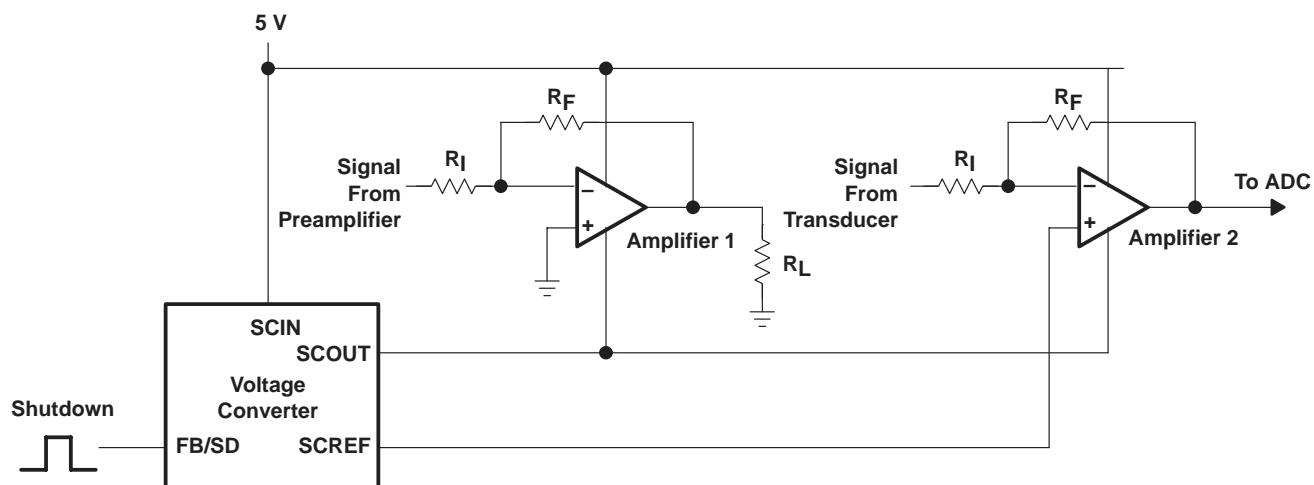 5 V
RF
RF
Signal
From
Preamplifier
RI
−
+
Amplifier 1
RL
Signal
From
Transducer
RI
−
+
Amplifier 2
To ADC
SCIN
SCOUT
Voltage
Converter
Shutdown
FB/SD
SCREF